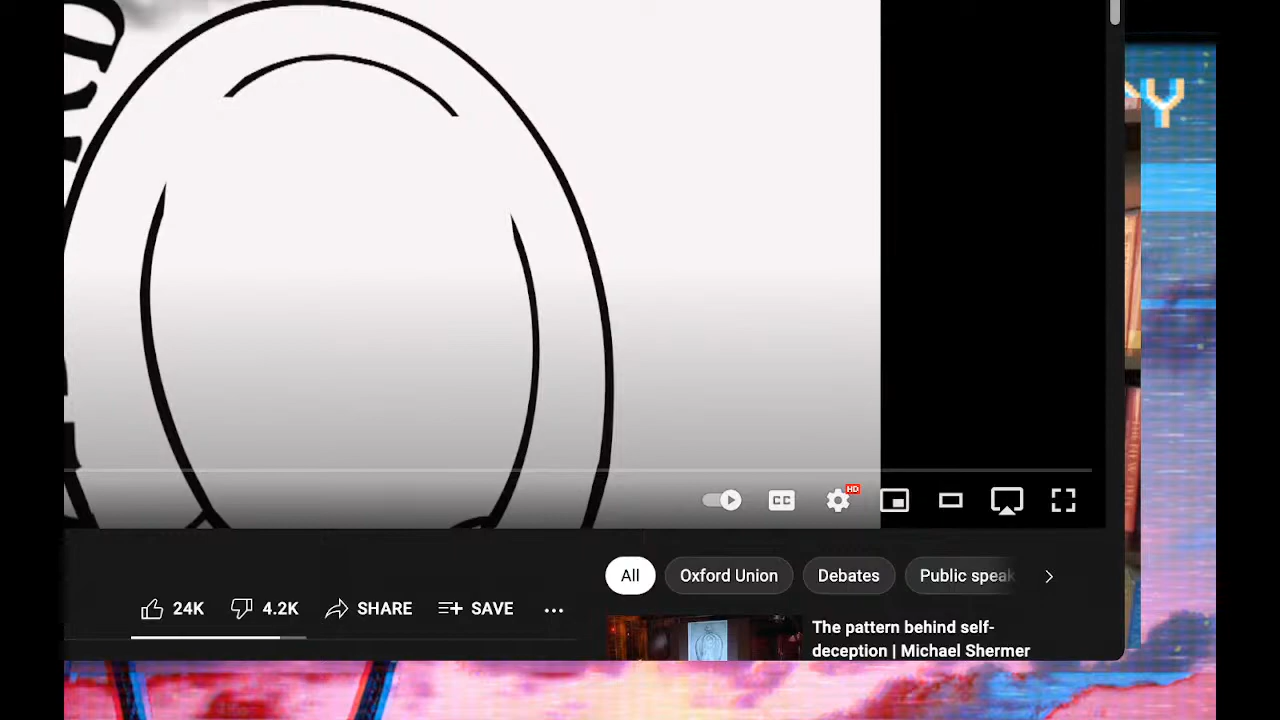 Y
CC
HD
All
Oxford Union
Debates
Public speak
24K
4.2K
SHARE
SAVE
The pattern behind self-
deception | Michael Shermer